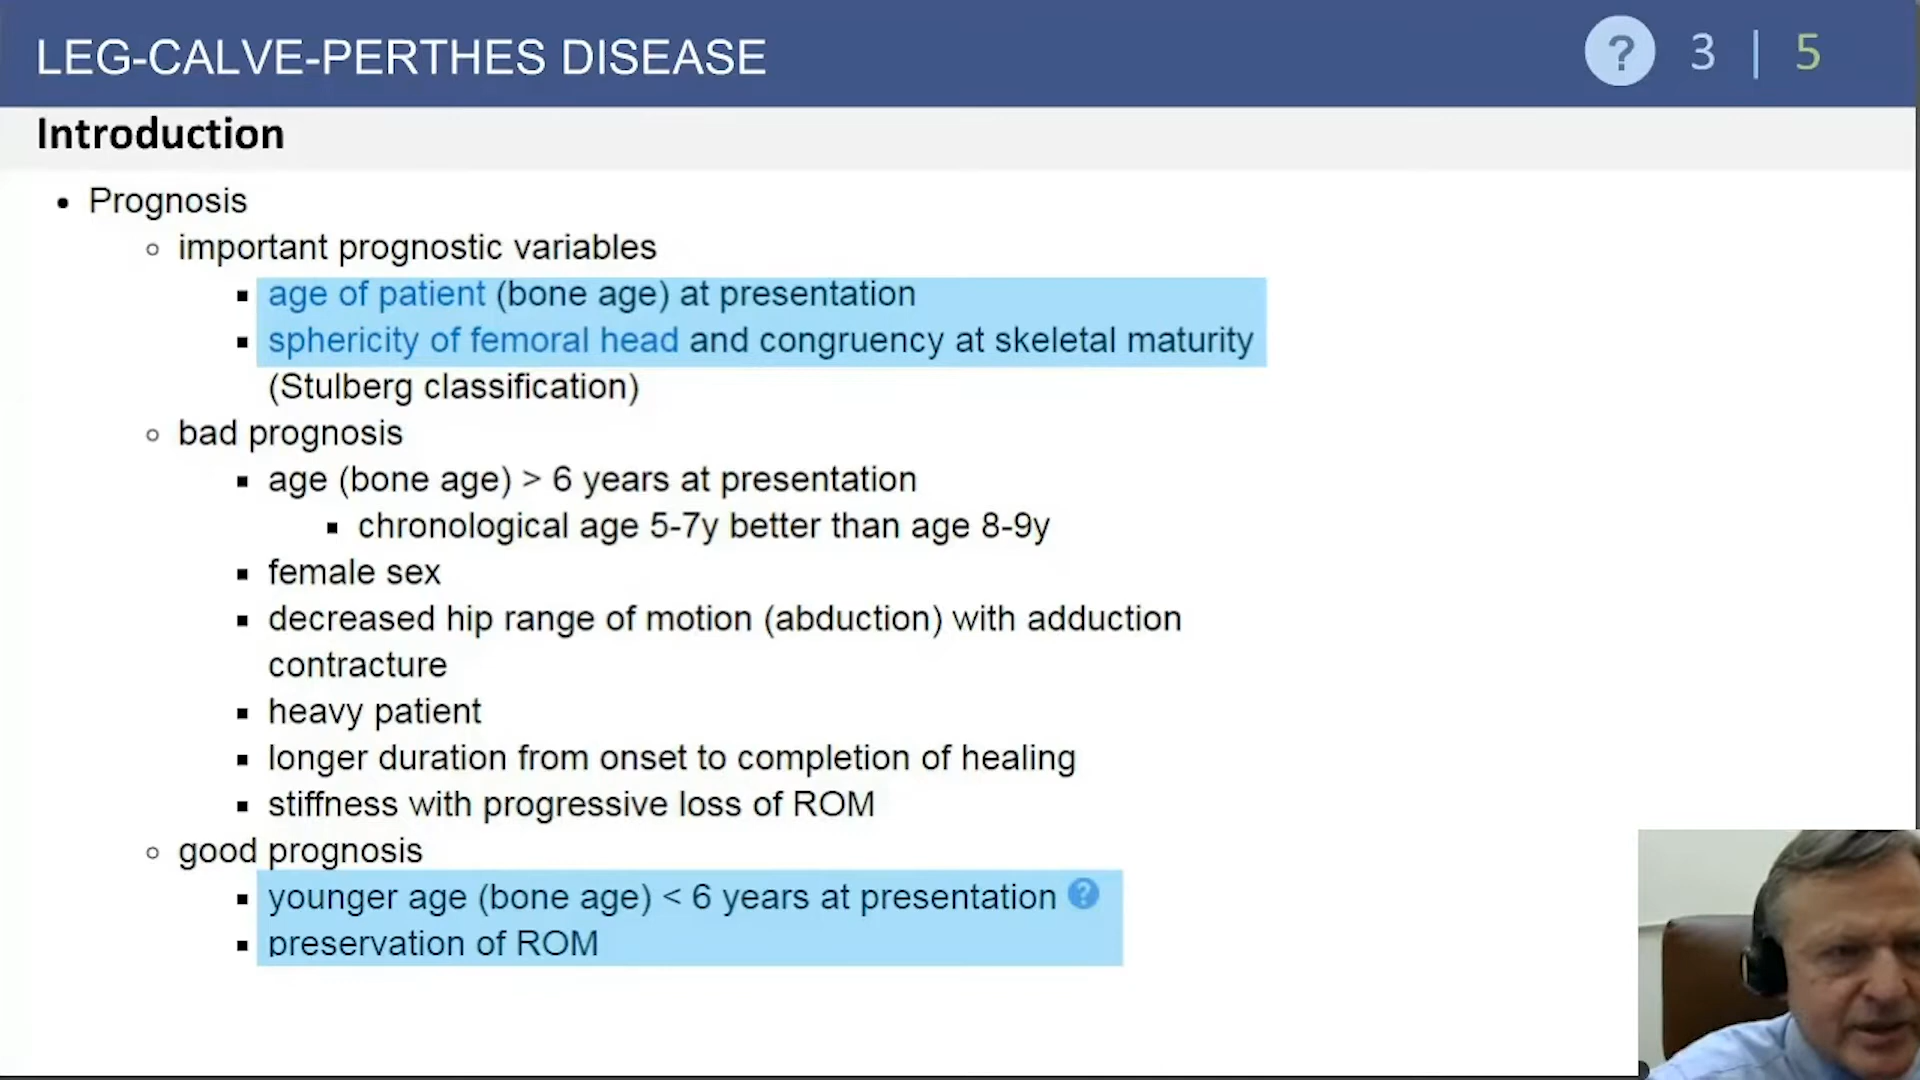 LEG-CALVE-PERTHES DISEASE
? 3 | 5
Introduction
• Prognosis
○ important prognostic variables
▪ age of patient (bone age) at presentation
▪ sphericity of femoral head and congruency at skeletal maturity
(Stulberg classification)
○ bad prognosis
▪ age (bone age) > 6 years at presentation
▪ chronological age 5-7y better than age 8-9y
▪ female sex
▪ decreased hip range of motion (abduction) with adduction
contracture
▪ heavy patient
▪ longer duration from onset to completion of healing
▪ stiffness with progressive loss of ROM
○ good prognosis
▪ younger age (bone age) < 6 years at presentation ?
▪ preservation of ROM